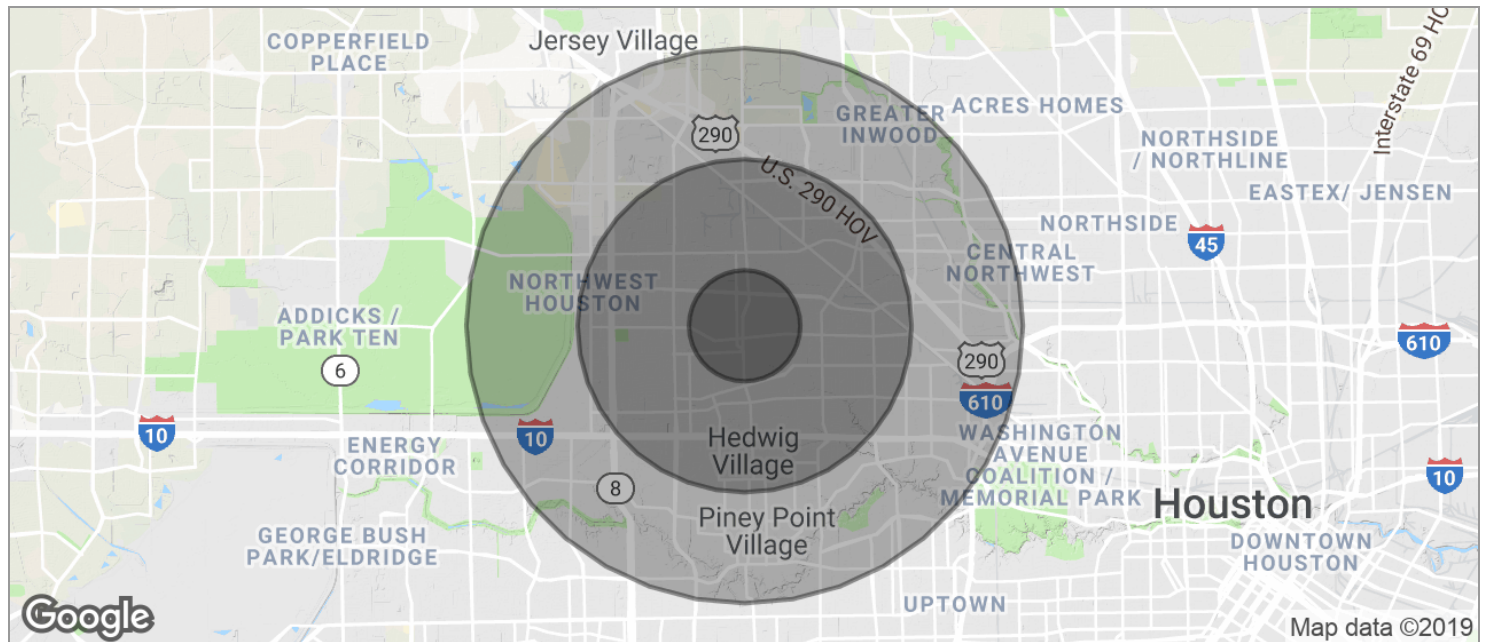 COPPERFIELD
PLACE
Jersey Village
Interstate 69 HO
ACRES HOMES
GREATER
INWOOD
290
NORTHSIDE
/ NORTHLINE
U.S. 290 HOV
EASTEX/ JENSEN
NORTHSIDE
45
CENTRAL
NORTHWEST
NORTHWEST
HOUSTON
ADDICKS /
PARK TEN
6
290
610
610
10
10
Hedwig
Village
ENERGY
CORRIDOR
WASHINGTON
AVENUE
COALITION /
MEMORIAL PARK
10
8
Houston
Piney Point
Village
GEORGE BUSH
PARK/ELDRIDGE
DOWNTOWN
HOUSTON
UPTOWN
Google
Map data ©2019